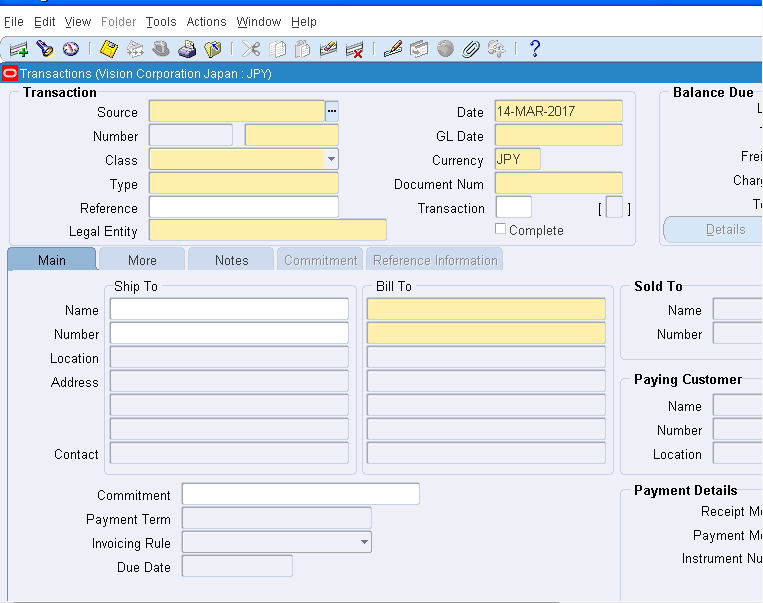 File Edit View Folder Tools Actions Window Help
Transactions (Vision Corporation Japan : JPY)
Transaction
Source
Number
Class
Type
Reference
Legal Entity
Date 14-MAR-2017
GL Date
Currency JPY
Document Num
Transaction [ ]
Complete
Balance Due
L
Frei
Charg
T
Details
Main More Notes Commitment Reference Information
Ship To
Bill To
Name
Number
Location
Address
Contact
Sold To
Name
Number
Paying Customer
Name
Number
Location
Commitment
Payment Term
Invoicing Rule
Due Date
Payment Details
Receipt Me
Payment Me
Instrument Nu